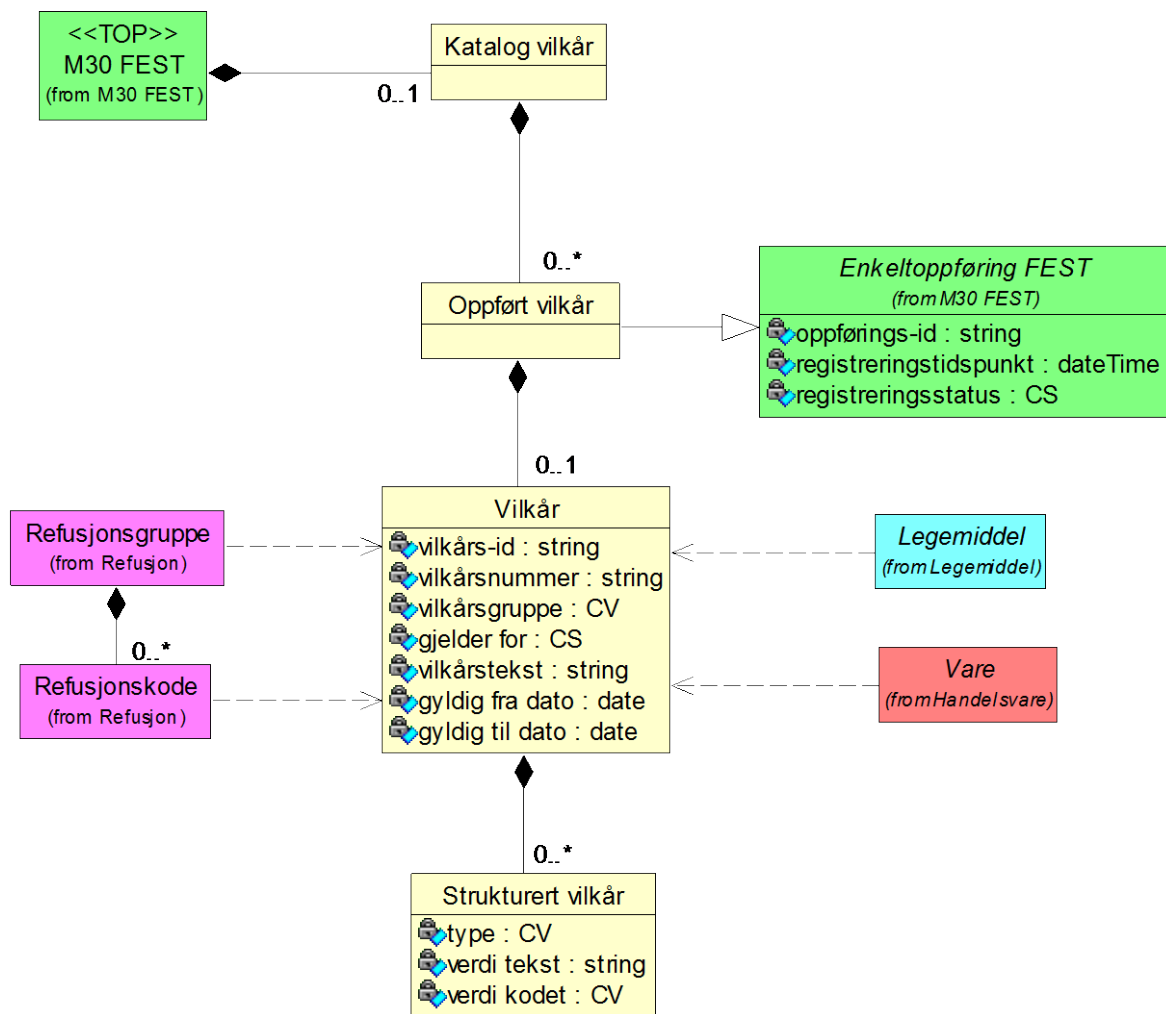 <<TOP>>
M30 FEST
(from M30 FEST)
Katalog vilkår
0..1
0..*
Oppført vilkår
Enkeltoppføring FEST
(from M30 FEST)
oppførings-id : string
registreringstidspunkt : dateTime
registreringsstatus : CS
0..1
Vilkår
vilkårs-id : string
vilkårsnummer : string
vilkårsgruppe : CV
gjelder for : CS
vilkårstekst : string
gyldig fra dato : date
gyldig til dato : date
Refusjonsgruppe
(from Refusjon)
0..*
Refusjonskode
(from Refusjon)
Legemiddel
(from Legemiddel)
Vare
(from Handelsvare)
0..*
Strukturert vilkår
type : CV
verdi tekst : string
verdi kodet : CV